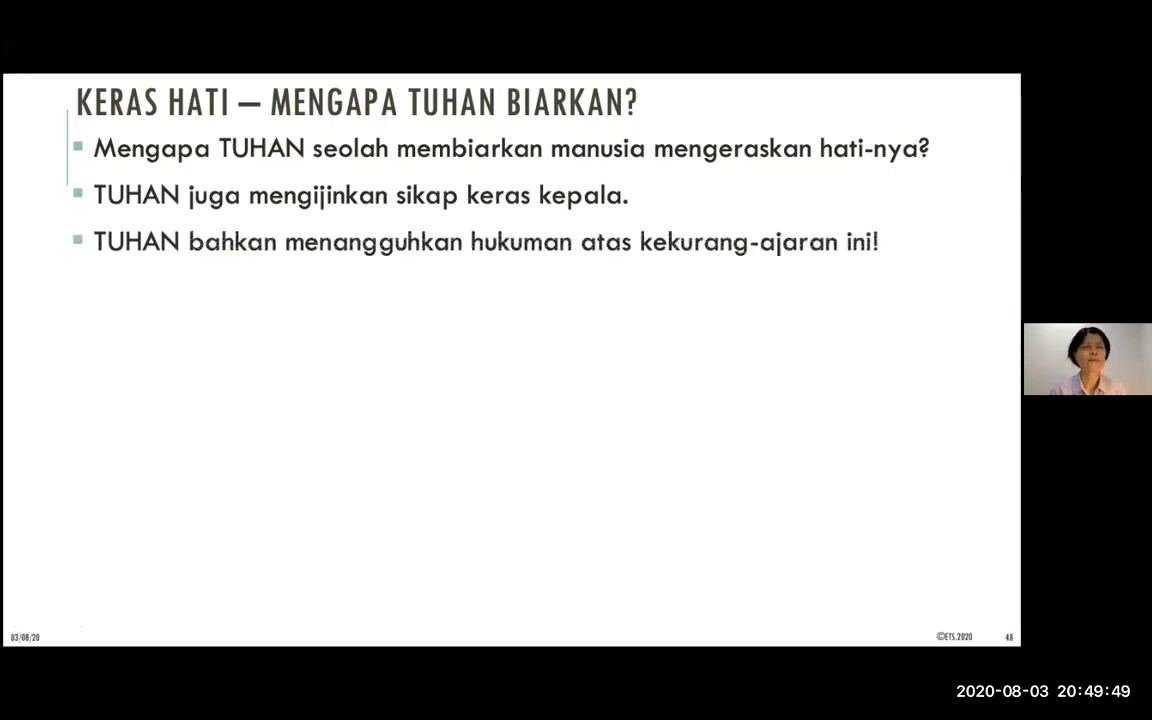 KERAS HATI – MENGAPA TUHAN BIARKAN?
Mengapa TUHAN seolah membiarkan manusia mengeraskan hati-nya?
TUHAN juga mengijinkan sikap keras kepala.
TUHAN bahkan menangguhkan hukuman atas kekurang-ajaran ini!
03/08/20
©ETS.2020
48
2020-08-03 20:49:49